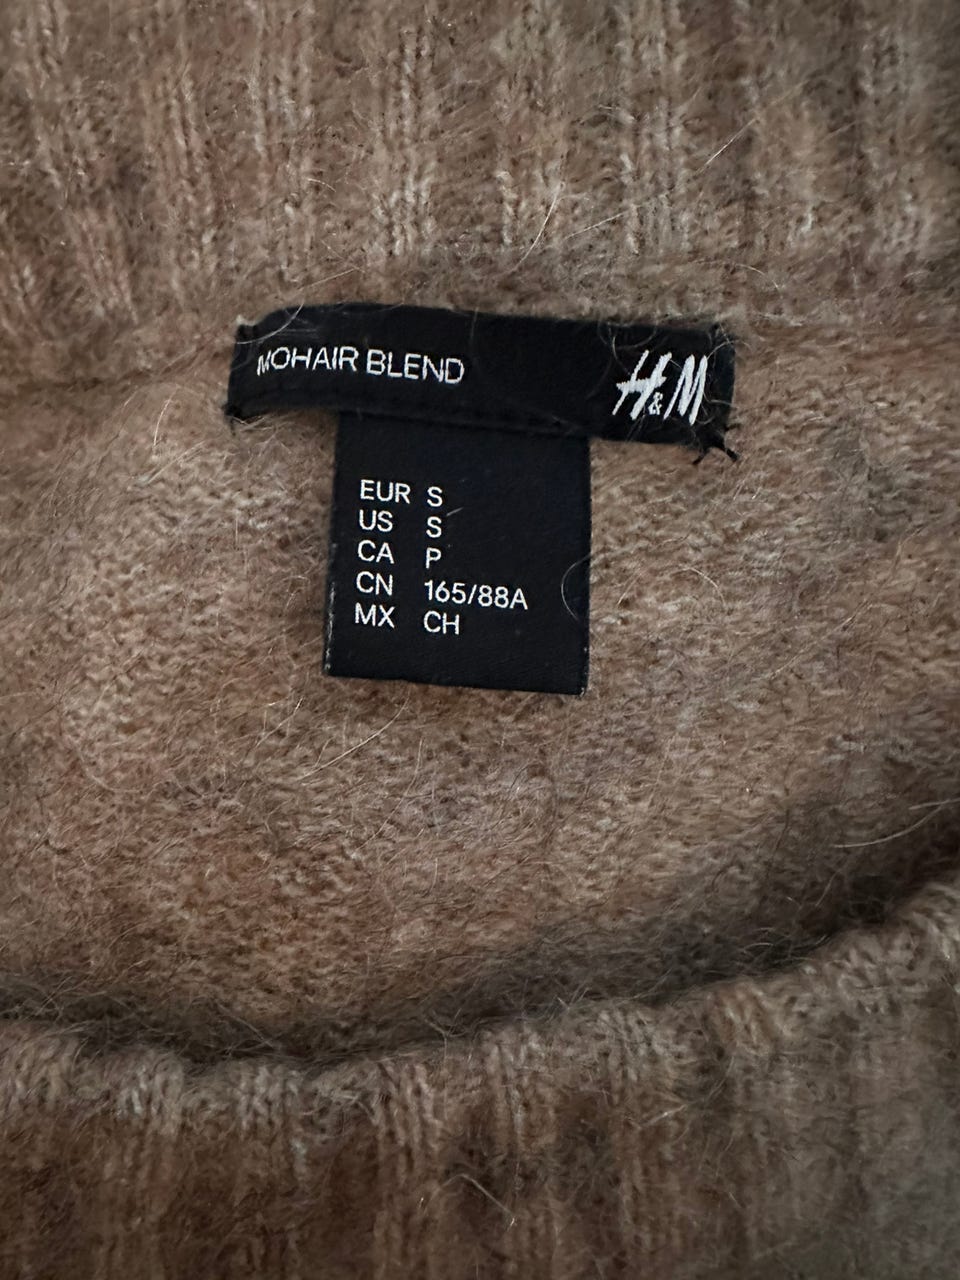 MOHAIR BLEND H&M
EUR S
US S
CA P
CN 165/88A
MX CH